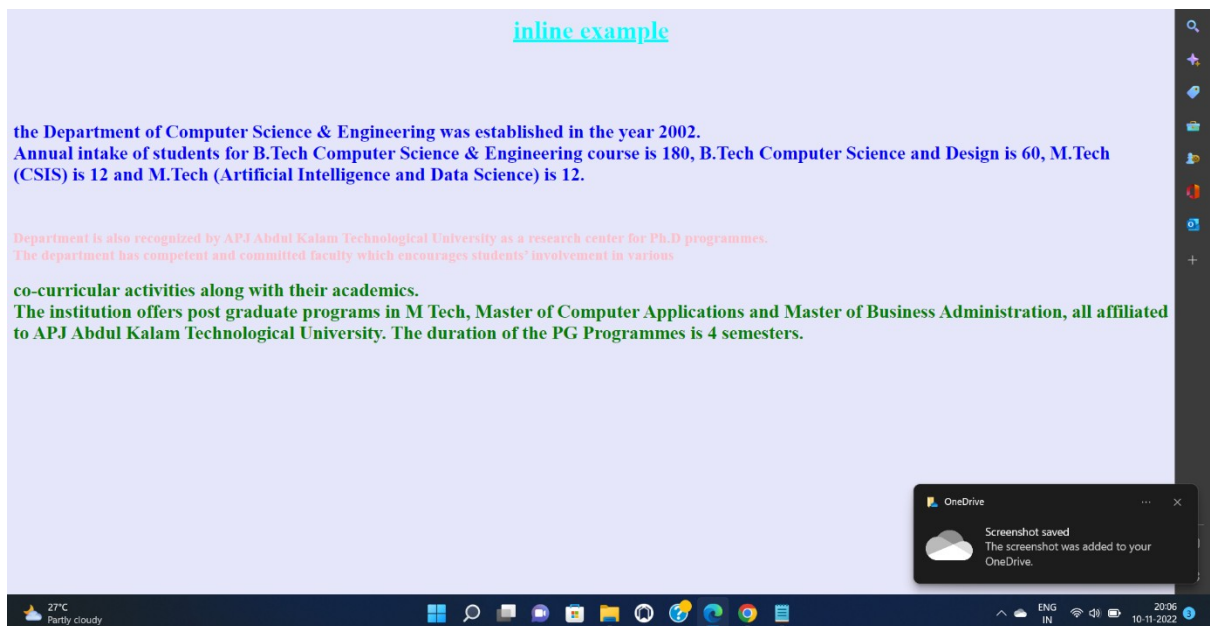 inline example
the Department of Computer Science & Engineering was established in the year 2002.
Annual intake of students for B.Tech Computer Science & Engineering course is 180, B.Tech Computer Science and Design is 60, M.Tech
(CSIS) is 12 and M.Tech (Artificial Intelligence and Data Science) is 12.
Department is also recognized by APJ Abdul Kalam Technological University as a research center for Ph.D programmes.
The department has competent and committed faculty which encourages students’ involvement in various
co-curricular activities along with their academics.
The institution offers post graduate programs in M Tech, Master of Computer Applications and Master of Business Administration, all affiliated
to APJ Abdul Kalam Technological University. The duration of the PG Programmes is 4 semesters.
OneDrive
Screenshot saved
The screenshot was added to your
OneDrive.
27°C
Partly cloudy
ENG
IN
20:06
10-11-2022
3